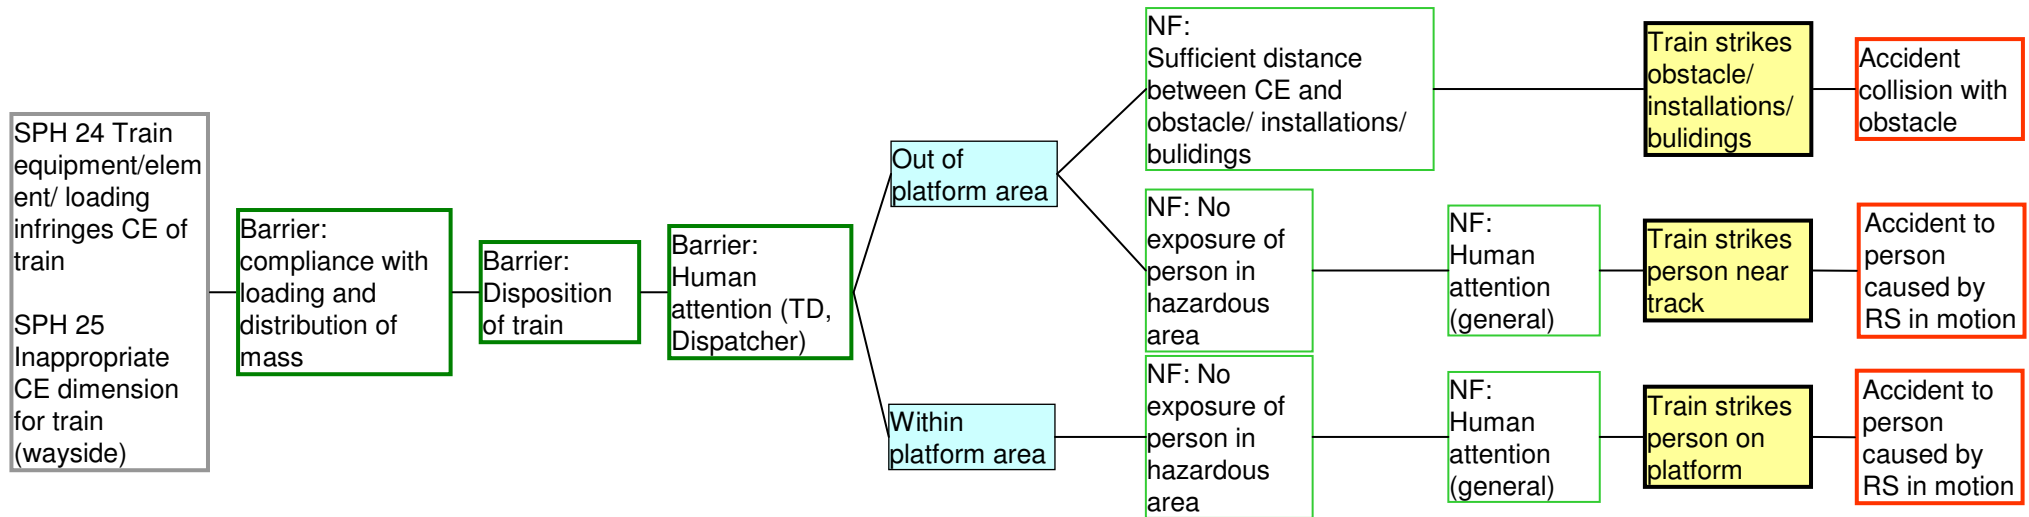 SPH 24 Train
equipment/elem
ent/ loading
infringes CE of
train
SPH 25
Inappropriate
CE dimension
for train
(wayside)
Barrier:
compliance with
loading and
distribution of
mass
Barrier:
Disposition
of train
Barrier:
Human
attention (TD,
Dispatcher)
Out of
platform area
Within
platform area
NF:
Sufficient distance
between CE and
obstacle/ installations/
bulidings
Train strikes
obstacle/
installations/
bulidings
Accident
collision with
obstacle
NF: No
exposure of
person in
hazardous
area
NF:
Human
attention
(general)
Train strikes
person near
track
Accident to
person
caused by
RS in motion
NF: No
exposure of
person in
hazardous
area
NF:
Human
attention
(general)
Train strikes
person on
platform
Accident to
person
caused by
RS in motion